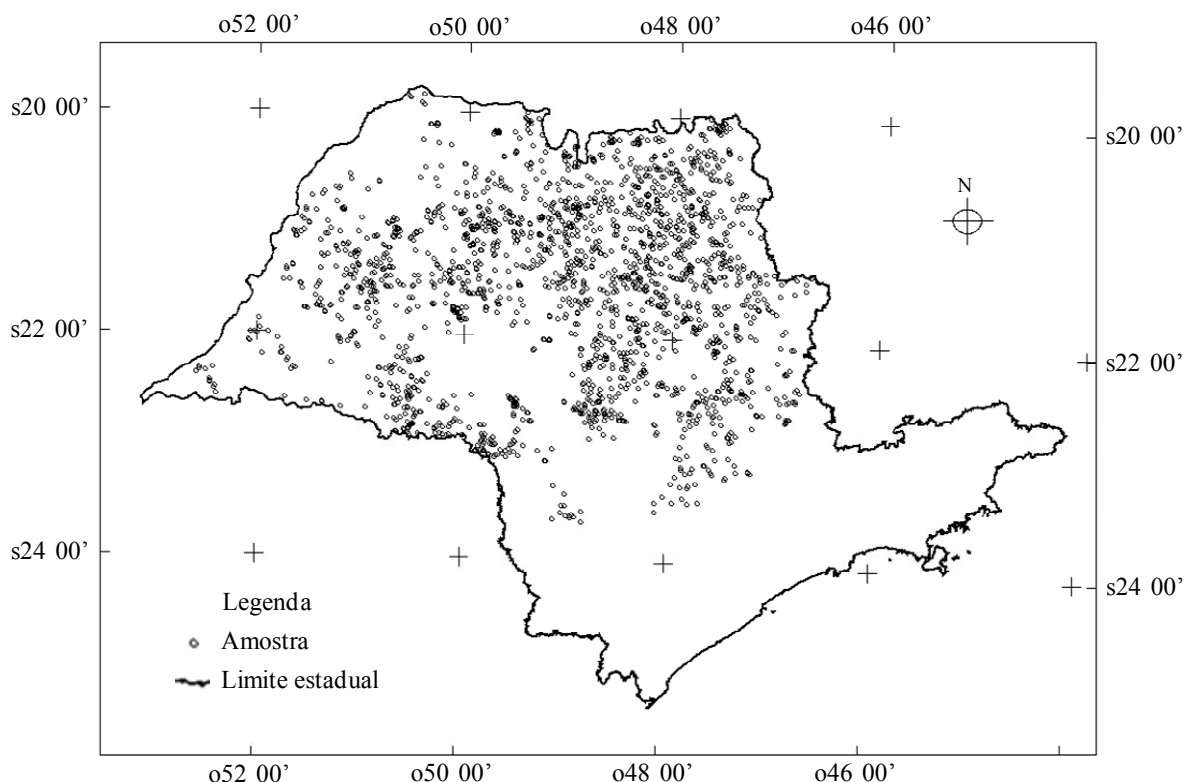 o52 00’ o50 00’ o48 00’ o46 00’
s20 00’
s20 00’
N
s22 00’
s22 00’
s24 00’
s24 00’
Legenda
Amostra
Limite estadual
o52 00’ o50 00’ o48 00’ o46 00’